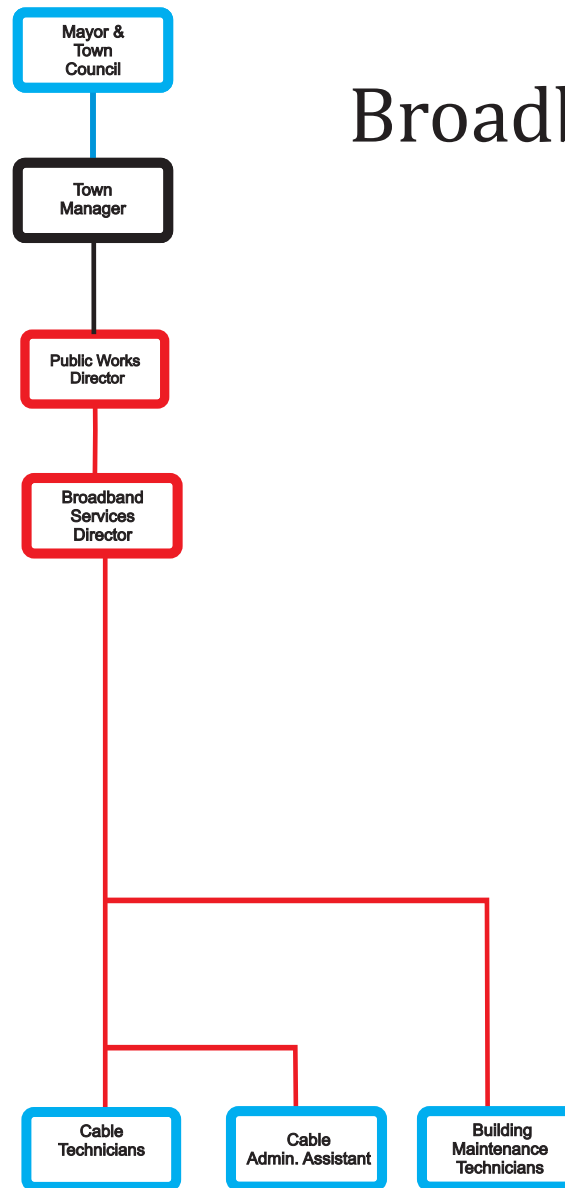 Mayor &
Town
Council
Town
Manager
Public Works
Director
Broadband
Services
Director
Cable
Technicians
Cable
Admin. Assistant
Building
Maintenance
Technicians